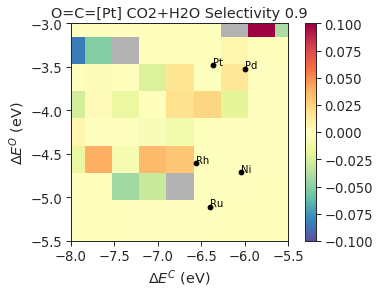 O=C=[Pt] CO2+H2O Selectivity 0.9
−3.0
−3.5
−4.0
−4.5
−5.0
−5.5
ΔE^O (eV)
Pt
Pd
Rh
Ni
Ru
−8.0 −7.5 −7.0 −6.5 −6.0 −5.5
ΔE^C (eV)
0.100
0.075
0.050
0.025
0.000
−0.025
−0.050
−0.075
−0.100